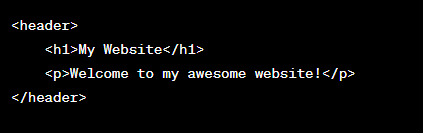 <header>
    <h1>My Website</h1>
    <p>Welcome to my awesome website!</p>
</header>